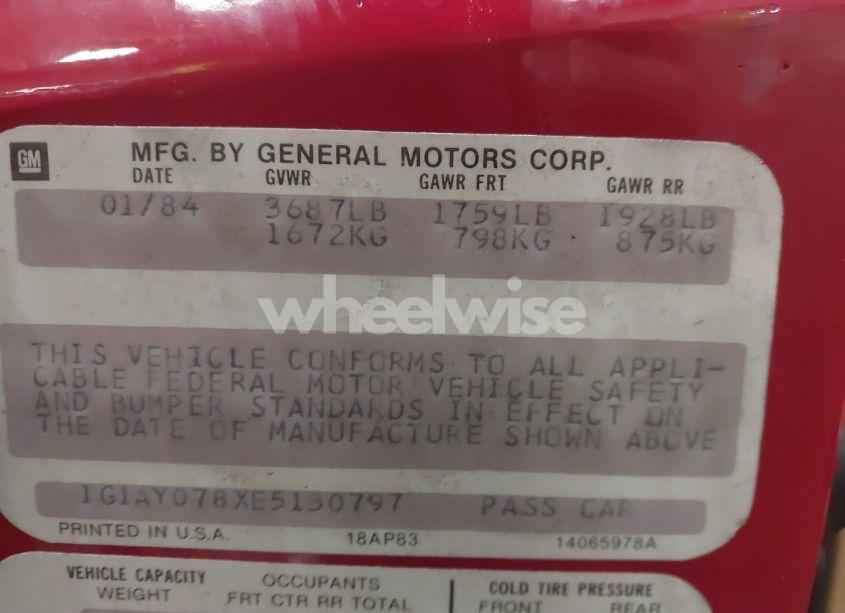 GM
MFG. BY GENERAL MOTORS CORP.
DATE GVWR GAWR FRT GAWR RR
01/84 3687LB 1759LB 1928LB
1672KG 798KG 875KG
wheelwise
THIS VEHICLE CONFORMS TO ALL APPLI-
CABLE FEDERAL MOTOR VEHICLE SAFETY
AND BUMPER STANDARDS IN EFFECT ON
THE DATE OF MANUFACTURE SHOWN ABOVE
1G1AY078XE5130797 PASS CAR
PRINTED IN U.S.A. 18AP83 14065978A
VEHICLE CAPACITY OCCUPANTS COLD TIRE PRESSURE
WEIGHT FRT CTR RR TOTAL FRONT REAR